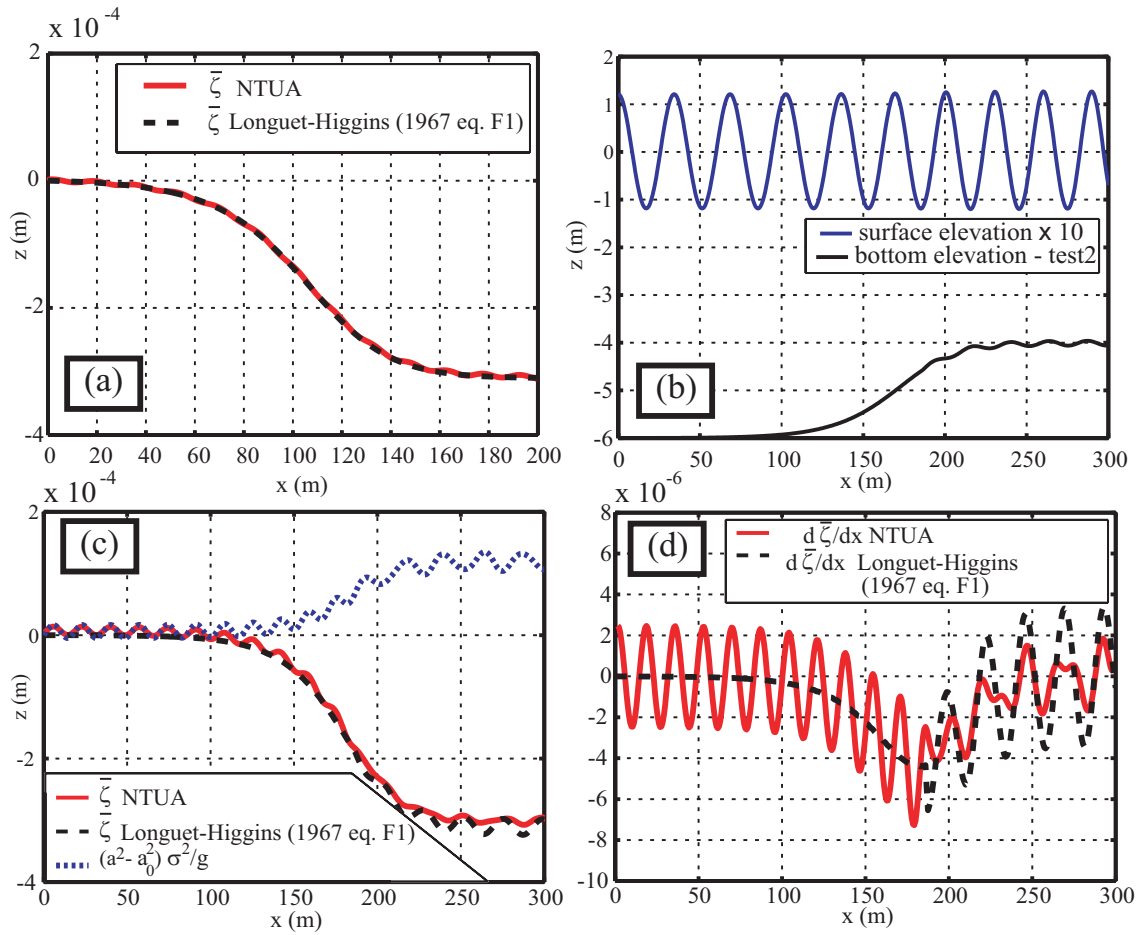 x 10 -4
2
0
-2
-4
z (m)
ζ̄ NTUA
ζ̄ Longuet-Higgins (1967 eq. F1)
(a)
0 20 40 60 80 100 120 140 160 180 200
x (m)
2
1
0
-1
-2
-3
-4
-5
-6
z (m)
surface elevation x 10
bottom elevation - test2
(b)
0 50 100 150 200 250 300
x (m)
x 10 -4
2
0
-2
-4
z (m)
(c)
ζ̄ NTUA
ζ̄ Longuet-Higgins (1967 eq. F1)
(a²- a₀²) σ²/g
0 50 100 150 200 250 300
x (m)
x 10 -6
8
6
4
2
0
-2
-4
-6
-8
-10
(d)
d ζ̄/dx NTUA
d ζ̄/dx Longuet-Higgins
(1967 eq. F1)
0 50 100 150 200 250 300
x (m)